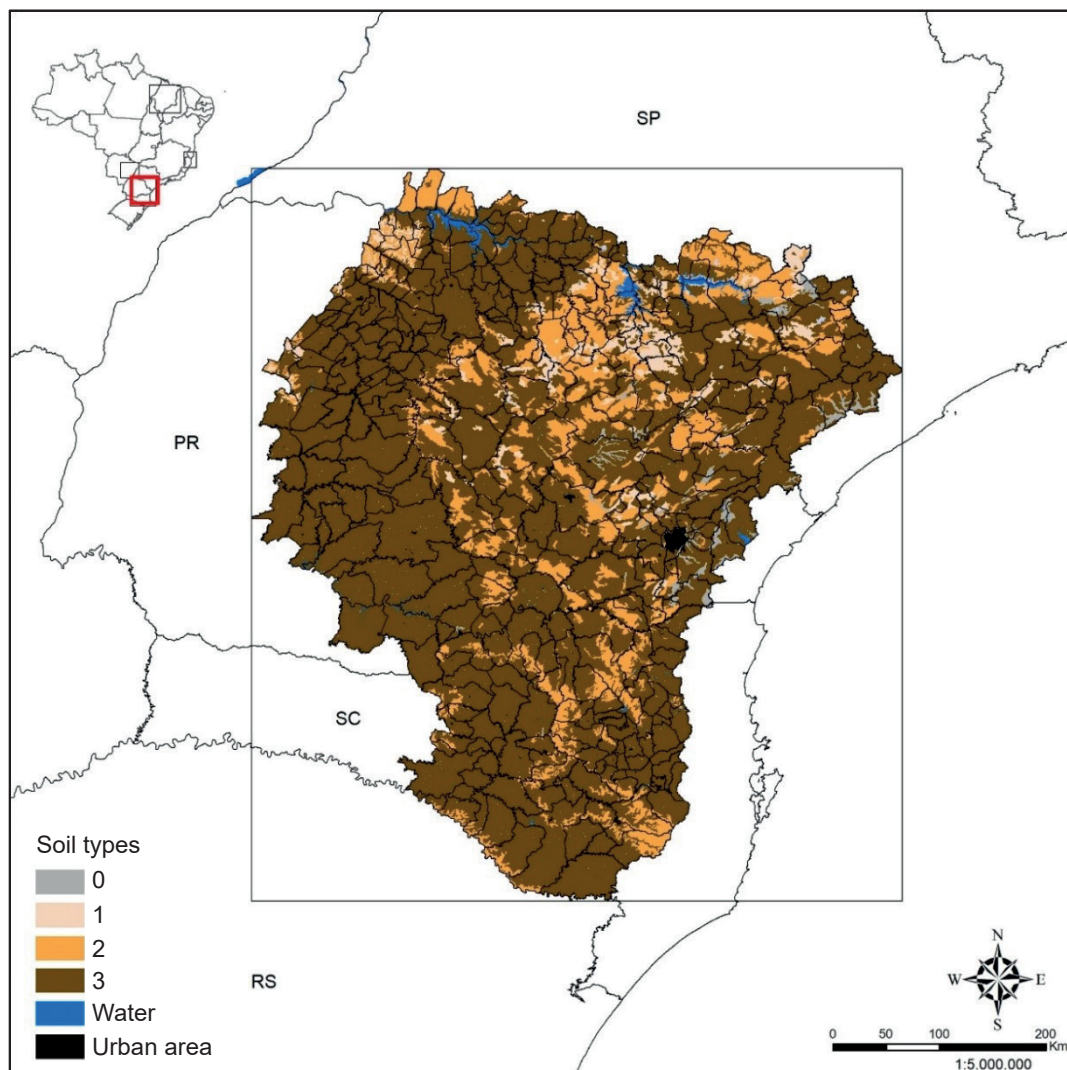 SP
PR
SC
RS
Soil types
0
1
2
3
Water
Urban area
N
W E
S
0 50 100 200
Km
1:5.000.000